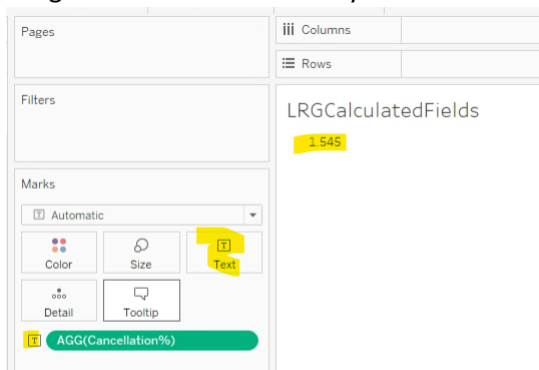 Pages
iii Columns
Rows
Filters
LRGCalculatedFields
1.545
Marks
T Automatic
Color
Size
T
Text
Detail
Tooltip
T AGG(Cancellation%)